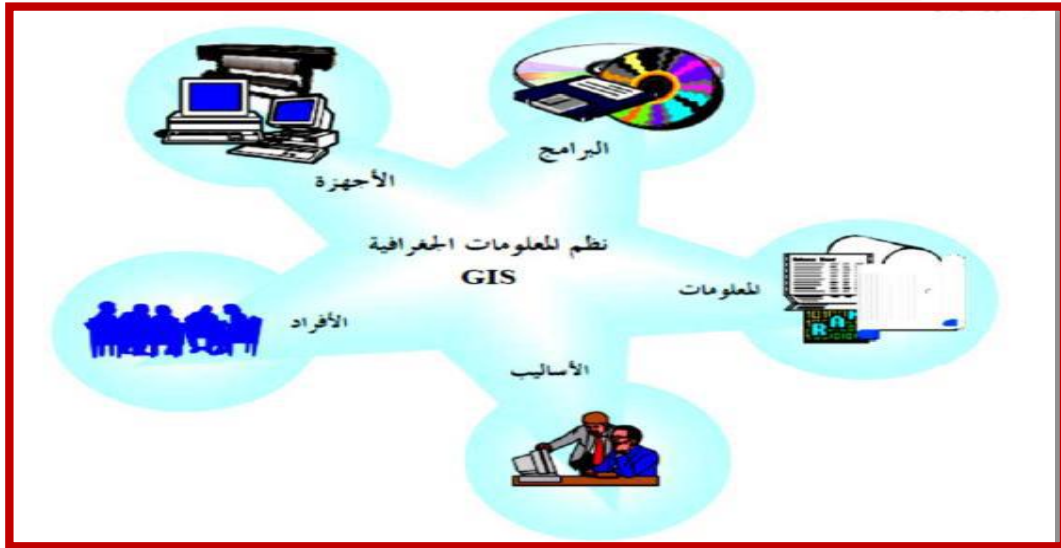 البرامج
الأجهزة
نظم المعلومات الجغرافية
GIS
المعلومات
الأفراد
الأساليب